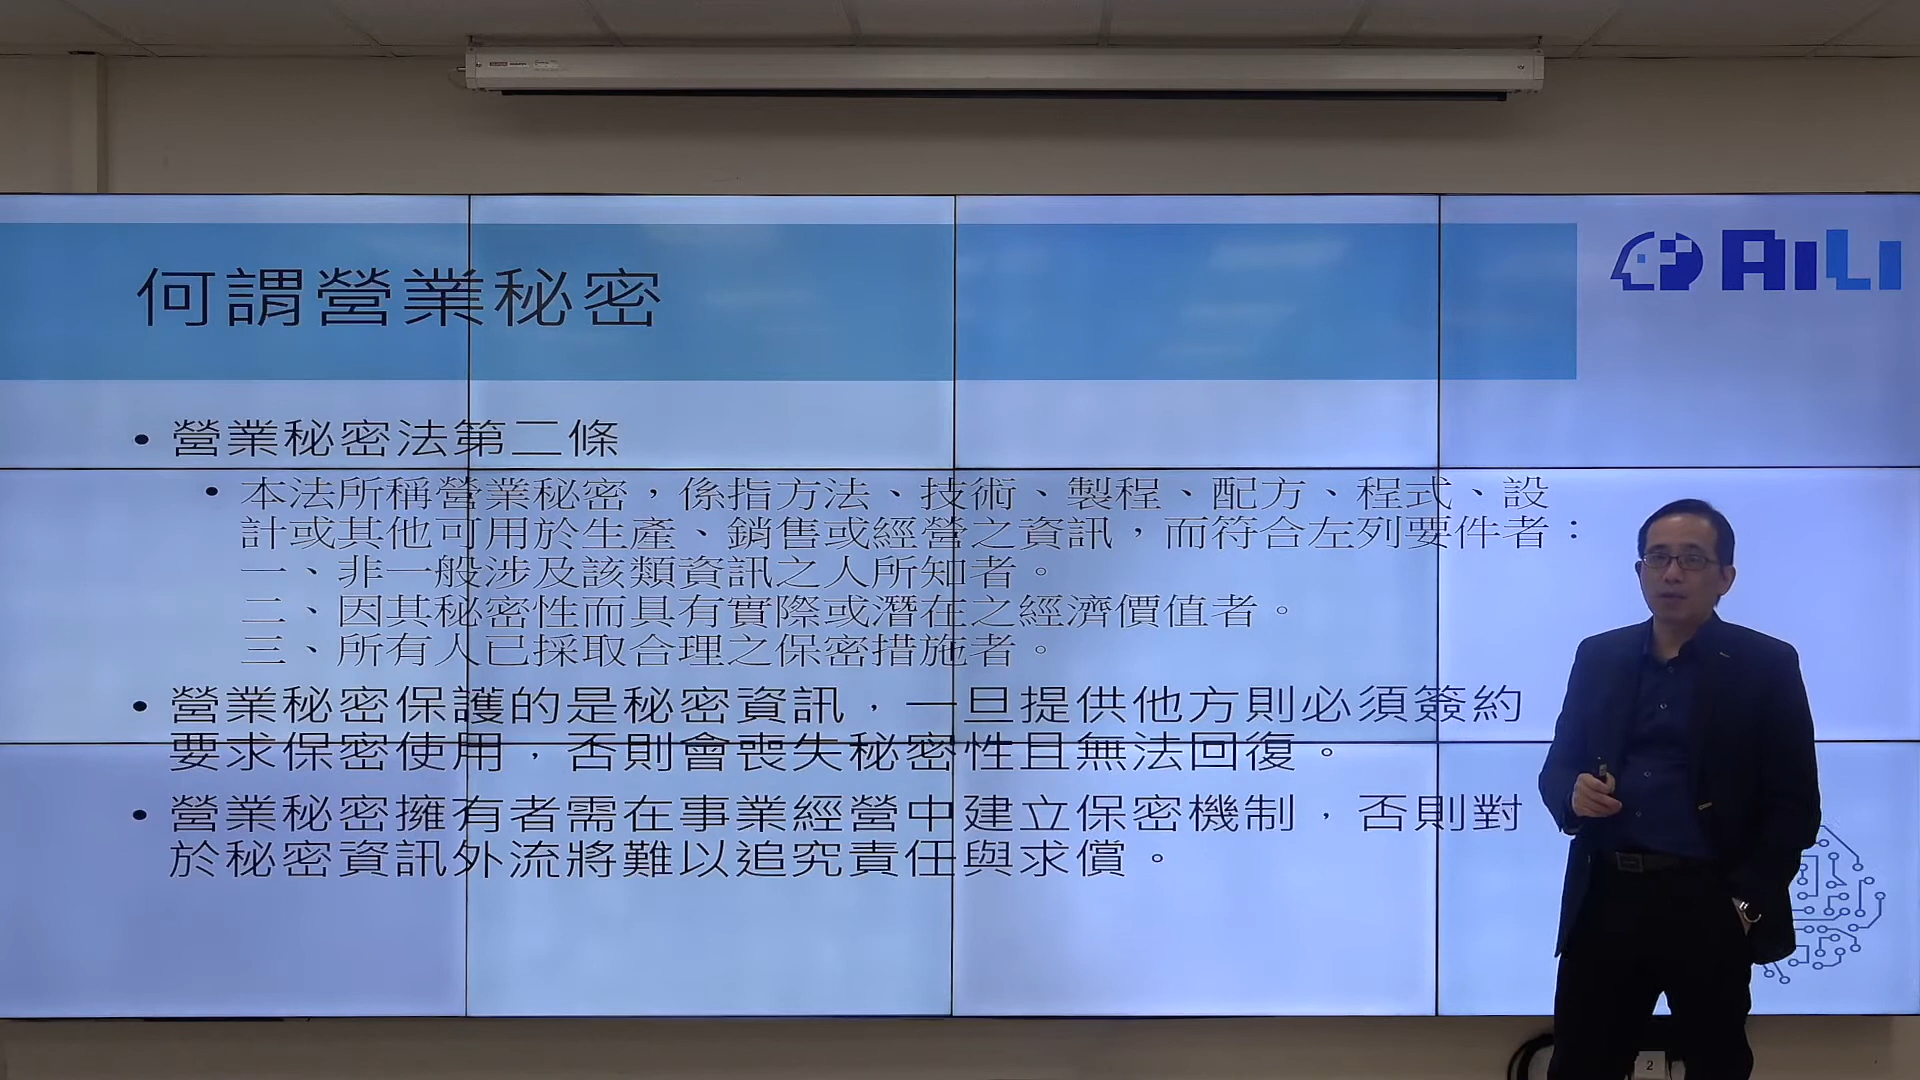 何謂營業秘密
AILI
• 營業秘密法第二條
• 本法所稱營業秘密，係指方法、技術、製程、配方、程式、設
計或其他可用於生產、銷售或經營之資訊，而符合左列要件者：
一、非一般涉及該類資訊之人所知者。
二、因其秘密性而具有實際或潛在之經濟價值者。
三、所有人已採取合理之保密措施者。
• 營業秘密保護的是秘密資訊，一旦提供他方則必須簽約
要求保密使用，否則會喪失秘密性且無法回復。
• 營業秘密擁有者需在事業經營中建立保密機制，否則對
於秘密資訊外流將難以追究責任與求償。
2